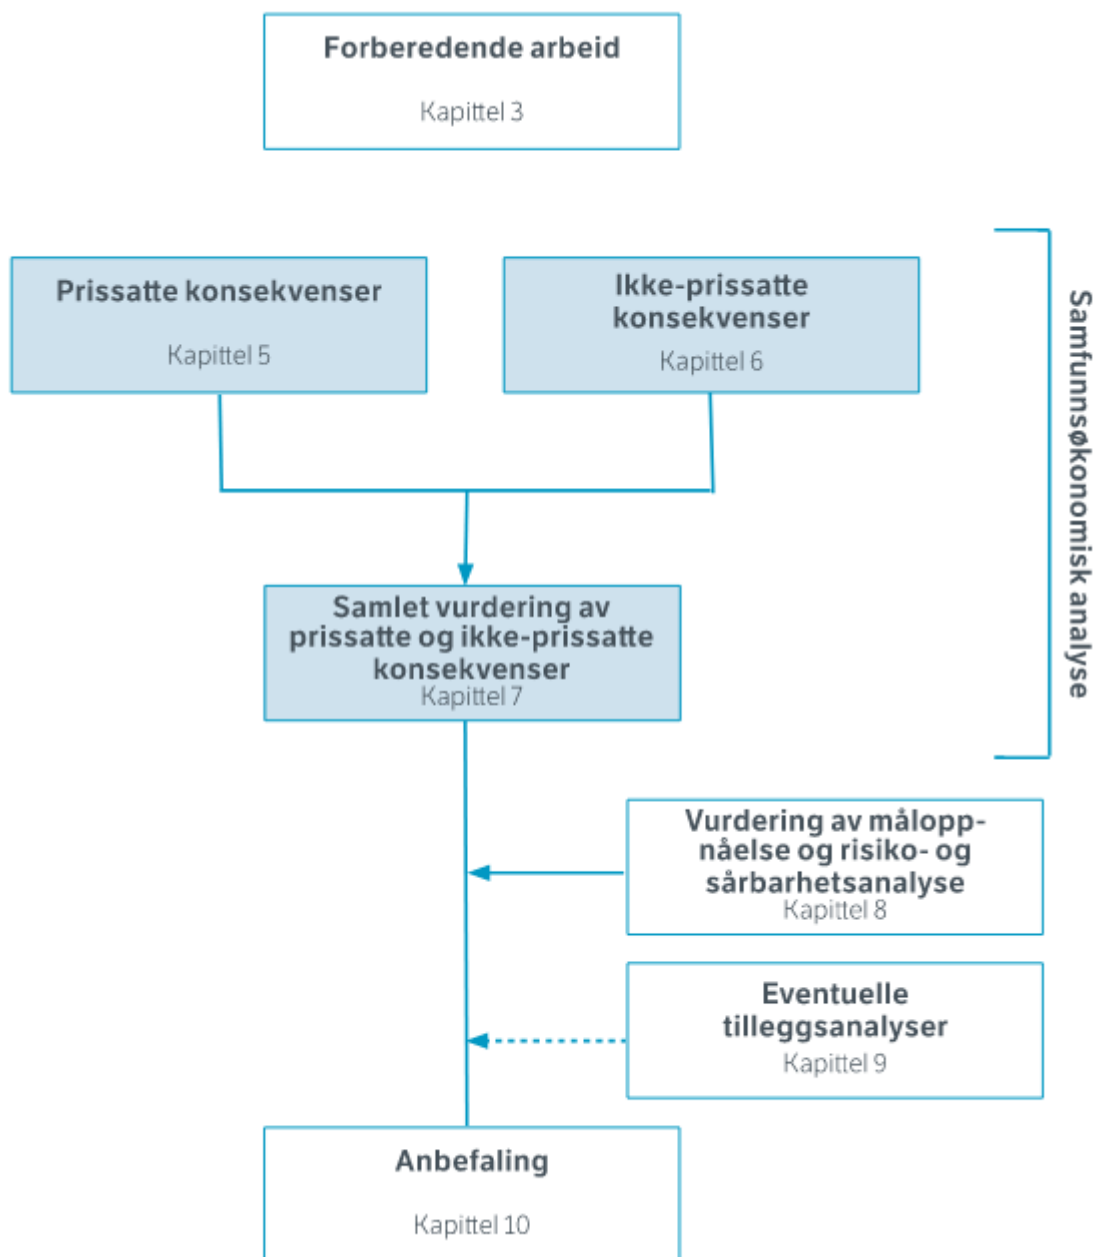 Forberedende arbeid
Kapittel 3
Prissatte konsekvenser
Kapittel 5
Ikke-prissatte
konsekvenser
Kapittel 6
Samfunnsøkonomisk analyse
Samlet vurdering av
prissatte og ikke-prissatte
konsekvenser
Kapittel 7
Vurdering av målopp-
nåelse og risiko- og
sårbarhetsanalyse
Kapittel 8
Eventuelle
tilleggsanalyser
Kapittel 9
Anbefaling
Kapittel 10